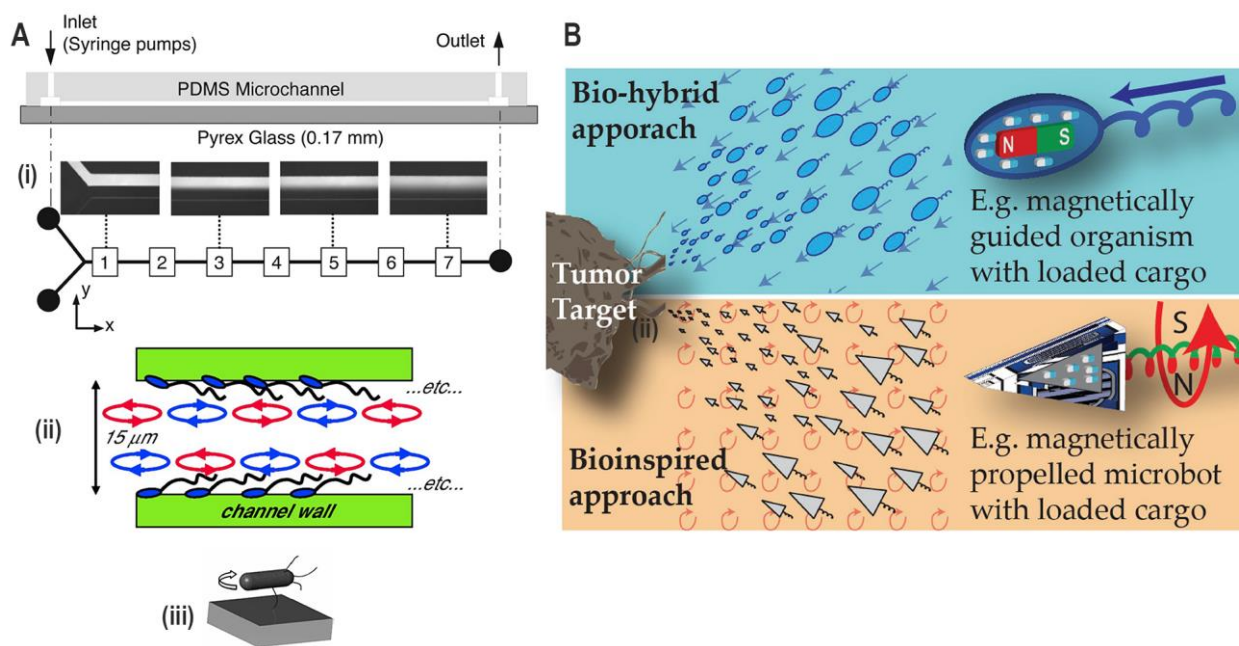 A
Inlet
(Syringe pumps)
Outlet
PDMS Microchannel
Pyrex Glass (0.17 mm)
(i)
1 2 3 4 5 6 7
y
x
(ii)
...etc...
15 µm
...etc...
channel wall
(iii)
B
Bio-hybrid
apporach
N S
E.g. magnetically
guided organism
with loaded cargo
Tumor
Target
(ii)
Bioinspired
approach
S
N
E.g. magnetically
propelled microbot
with loaded cargo